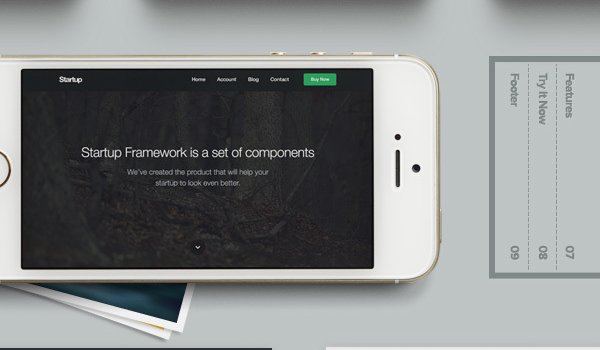 Startup
Home
Account
Blog
Contact
Buy Now
Startup Framework is a set of components
We've created the product that will help your
startup to look even better.
Features
07
Try It Now
08
Footer
09